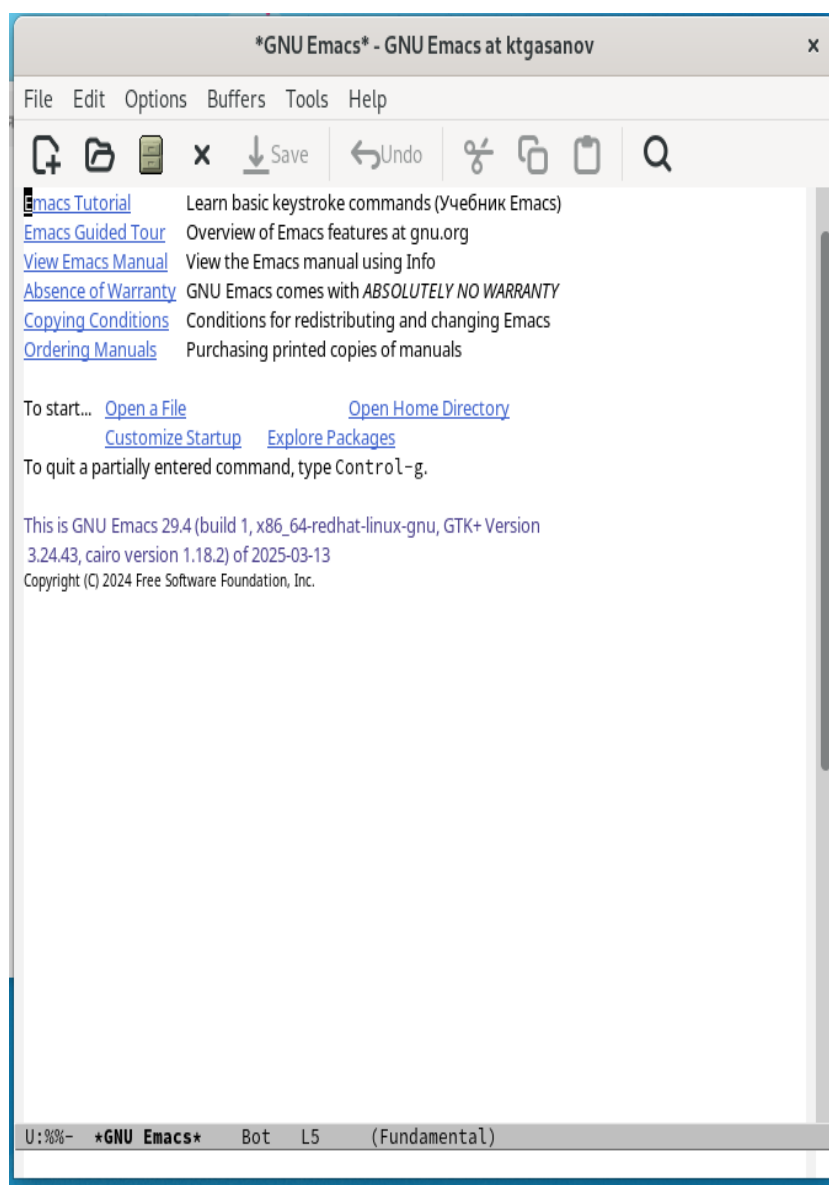 *GNU Emacs* - GNU Emacs at ktgasanov x
File Edit Options Buffers Tools Help
Save Undo
Emacs Tutorial Learn basic keystroke commands (Учебник Emacs)
Emacs Guided Tour Overview of Emacs features at gnu.org
View Emacs Manual View the Emacs manual using Info
Absence of Warranty GNU Emacs comes with ABSOLUTELY NO WARRANTY
Copying Conditions Conditions for redistributing and changing Emacs
Ordering Manuals Purchasing printed copies of manuals
To start... Open a File Open Home Directory
Customize Startup Explore Packages
To quit a partially entered command, type Control-g.
This is GNU Emacs 29.4 (build 1, x86_64-redhat-linux-gnu, GTK+ Version
3.24.43, cairo version 1.18.2) of 2025-03-13
Copyright (C) 2024 Free Software Foundation, Inc.
U:%%- *GNU Emacs* Bot L5 (Fundamental)